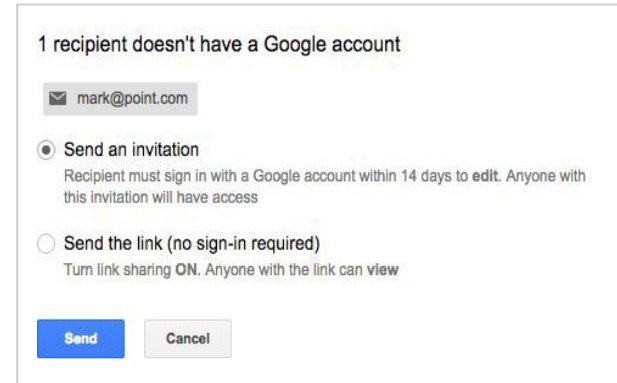 1 recipient doesn't have a Google account
mark@point.com
Send an invitation
Recipient must sign in with a Google account within 14 days to edit. Anyone with
this invitation will have access
Send the link (no sign-in required)
Turn link sharing ON. Anyone with the link can view
Send Cancel